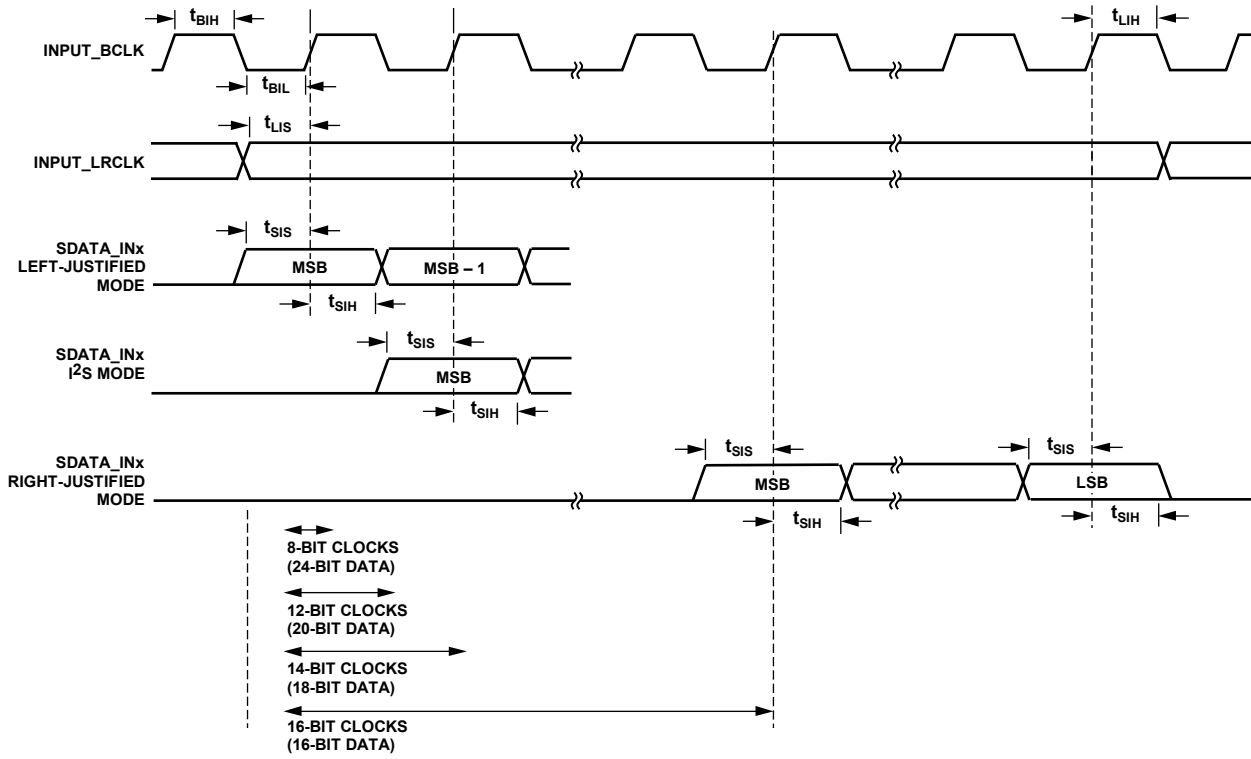 tBIH
tLIH
INPUT_BCLK
tBIL
tLIS
INPUT_LRCLK
tSIS
SDATA_INx
LEFT-JUSTIFIED
MODE
MSB
MSB – 1
tSIH
tSIS
SDATA_INx
I2S MODE
MSB
tSIH
tSIS
tSIS
SDATA_INx
RIGHT-JUSTIFIED
MODE
MSB
LSB
tSIH
tSIH
8-BIT CLOCKS
(24-BIT DATA)
12-BIT CLOCKS
(20-BIT DATA)
14-BIT CLOCKS
(18-BIT DATA)
16-BIT CLOCKS
(16-BIT DATA)